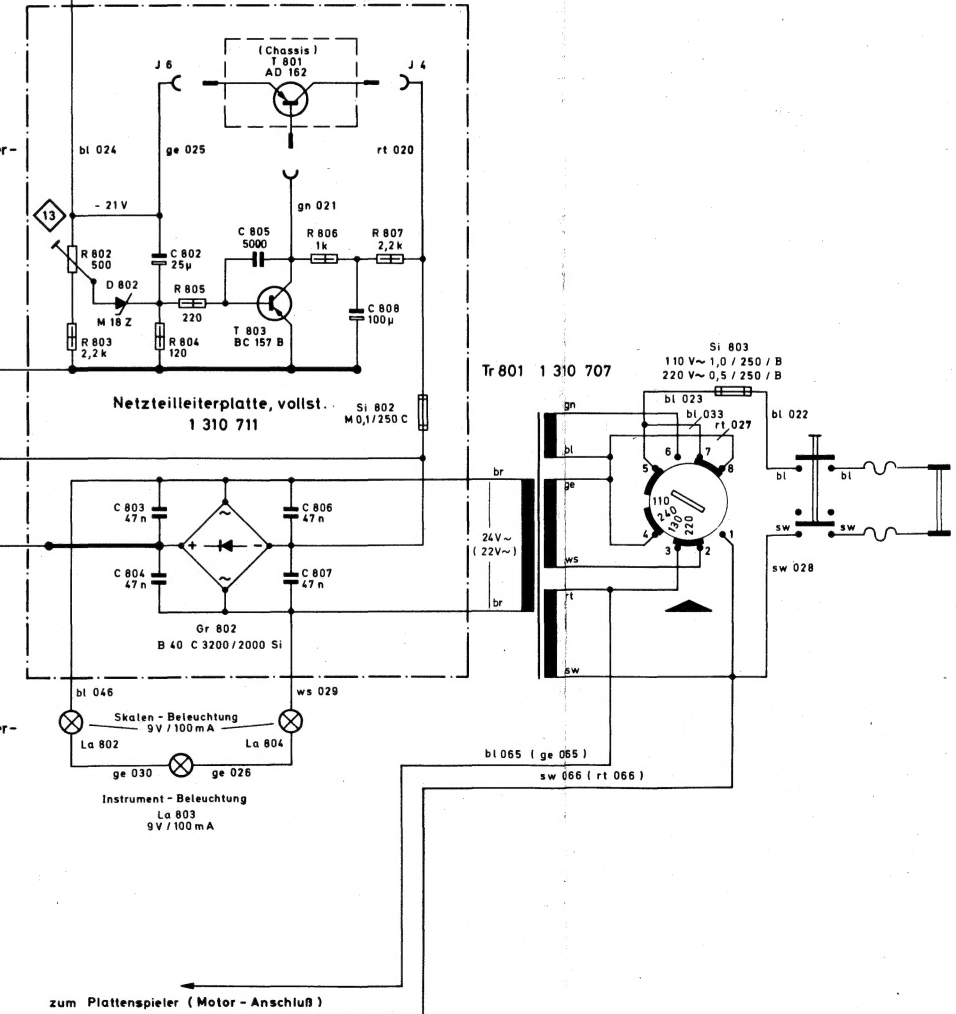 ( Chassis )
T 801
AD 162
J 6
J 4
bl 024
ge 025
rt 020
13
- 21 V
gn 021
R 802
500
C 802
25µ
C 805
5000
R 806
1k
R 807
2,2k
D 802
M 18 Z
R 805
220
T 803
BC 157 B
C 808
100µ
R 803
2,2k
R 804
120
Netzteilleiterplatte, vollst.
1 310 711
Si 802
M 0,1/250 C
Tr 801 1 310 707
Si 803
110 V~ 1,0 / 250 / B
220 V~ 0,5 / 250 / B
bl 023
bl 022
bl 033
rt 027
gn
bl
ge
ws
rt
sw
br
br
24V~
( 22V~ )
5
6
7
8
4
3
2
1
110
240
130
220
bl
bl
sw
sw
sw 028
C 803
47 n
C 806
47 n
C 804
47 n
C 807
47 n
+
~
-
~
Gr 802
B 40 C 3200 / 2000 Si
bl 046
ws 029
Skalen - Beleuchtung
9V / 100 mA
La 802
La 804
ge 030
ge 026
Instrument - Beleuchtung
La 803
9 V / 100 mA
bl 065 ( ge 065 )
sw 066 ( rt 066 )
zum Plattenspieler ( Motor - Anschluß )
er-
er-